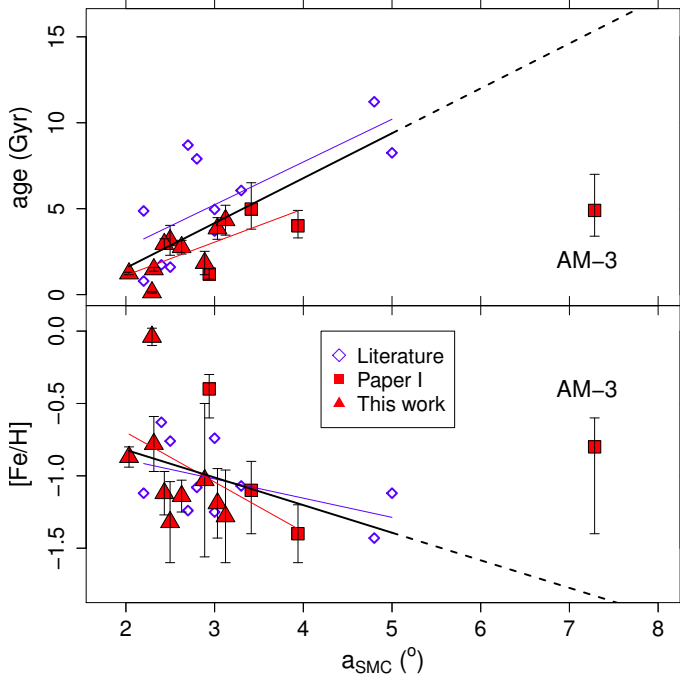 15
10
5
0
age (Gyr)
AM−3
0.0
−0.5
−1.0
−1.5
[Fe/H]
Literature
Paper I
This work
AM−3
2 3 4 5 6 7 8
aSMC (°)